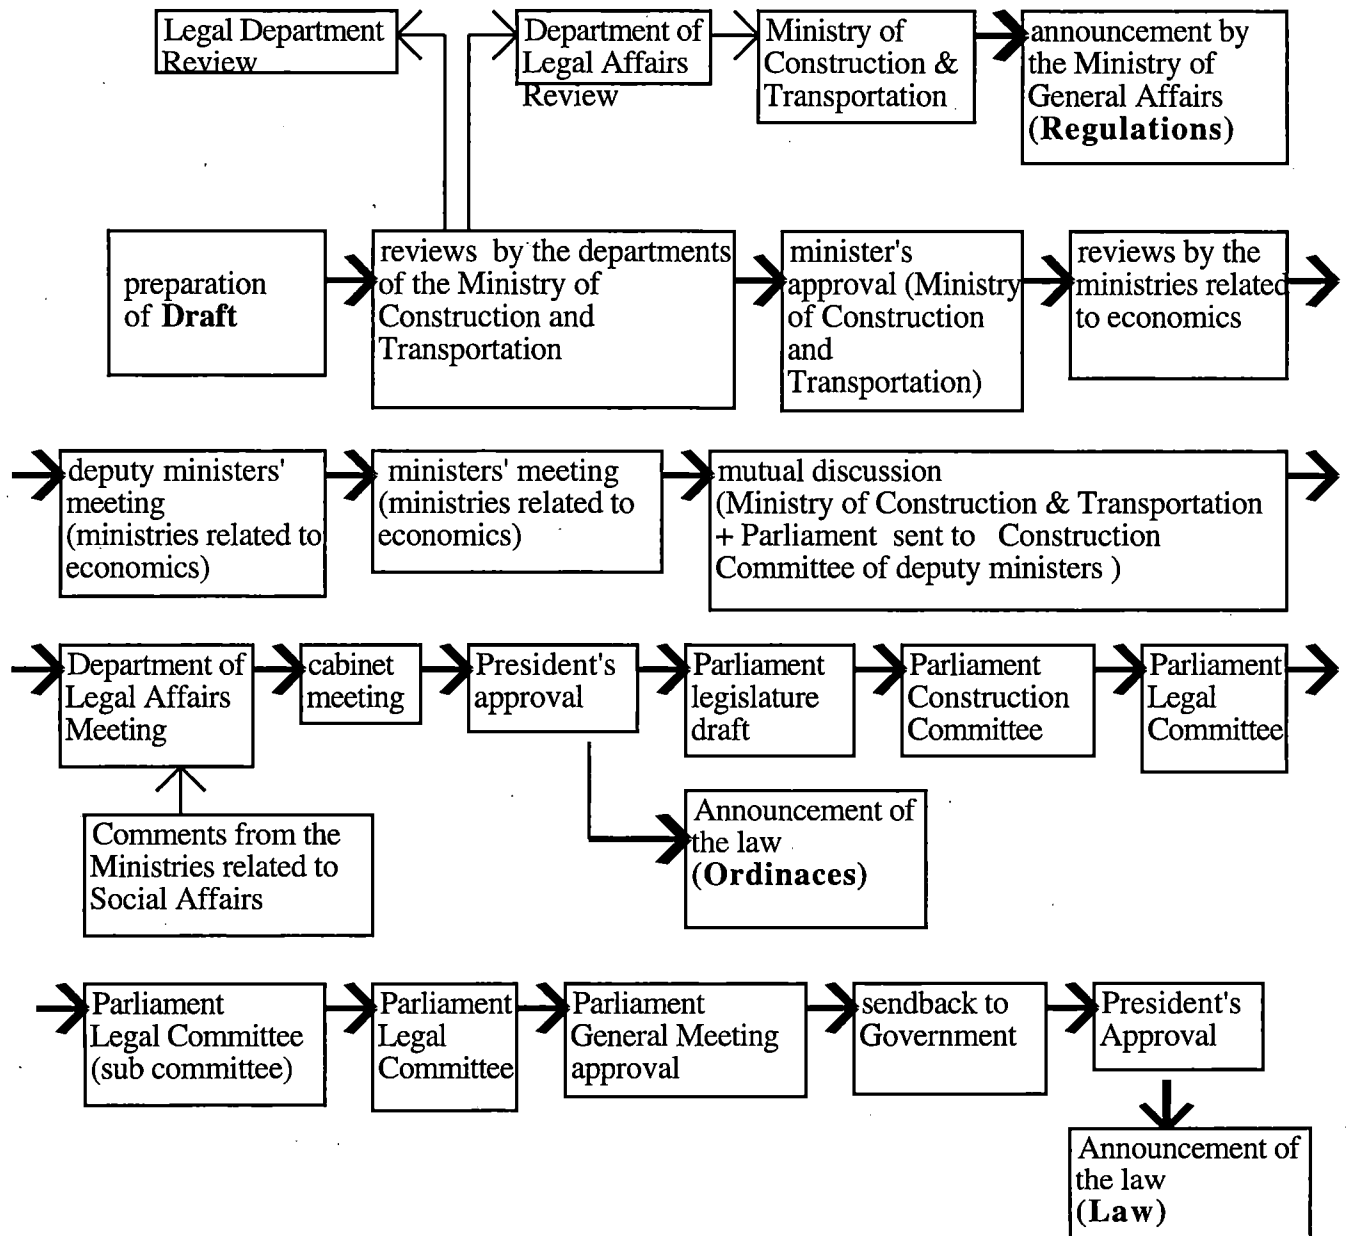 Legal Department
Review
Department of
Legal Affairs
Review
Ministry of
Construction &
Transportation
announcement by
the Ministry of
General Affairs
(Regulations)
preparation
of Draft
reviews by the departments
of the Ministry of
Construction and
Transportation
minister's
approval (Ministry
of Construction
and
Transportation)
reviews by the
ministries related
to economics
deputy ministers'
meeting
(ministries related to
economics)
ministers' meeting
(ministries related to
economics)
mutual discussion
(Ministry of Construction & Transportation
+ Parliament sent to Construction
Committee of deputy ministers )
Department of
Legal Affairs
Meeting
cabinet
meeting
President's
approval
Parliament
legislature
draft
Parliament
Construction
Committee
Parliament
Legal
Committee
Comments from the
Ministries related to
Social Affairs
Announcement of
the law
(Ordinaces)
Parliament
Legal Committee
(sub committee)
Parliament
Legal
Committee
Parliament
General Meeting
approval
sendback to
Government
President's
Approval
Announcement of
the law
(Law)